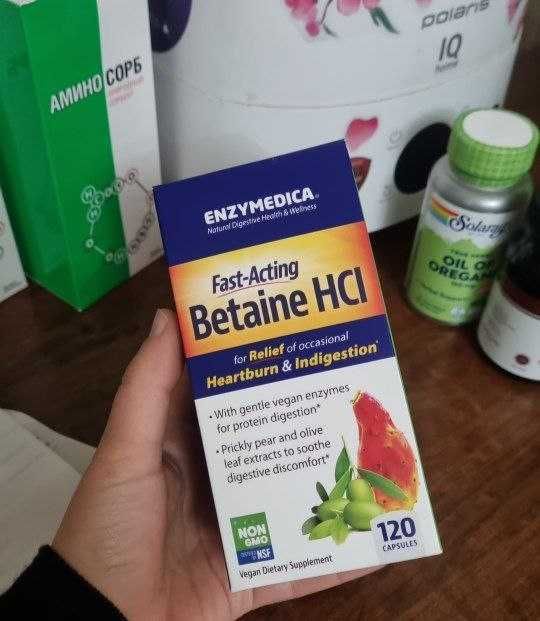 АМИНО СОРБ
polaris
IQ
ENZYMEDICA®
Natural Digestive Health & Wellness
Fast-Acting
Betaine HCl
for Relief of occasional
Heartburn & Indigestion*
• With gentle vegan enzymes
for protein digestion*
• Prickly pear and olive
leaf extracts to soothe
digestive discomfort*
NON
GMO
NSF
120
CAPSULES
Vegan Dietary Supplement
OIL OF
OREGANO